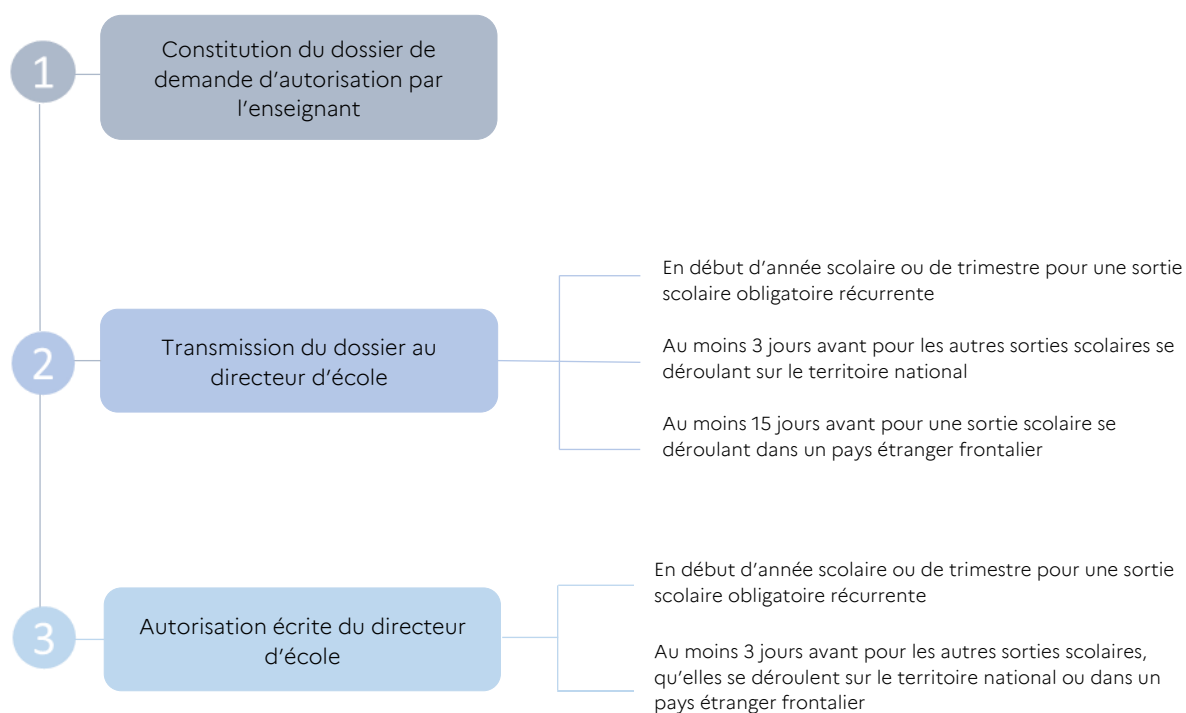 1
Constitution du dossier de
demande d’autorisation par
l’enseignant
2
Transmission du dossier au
directeur d’école
En début d’année scolaire ou de trimestre pour une sortie
scolaire obligatoire récurrente
Au moins 3 jours avant pour les autres sorties scolaires se
déroulant sur le territoire national
Au moins 15 jours avant pour une sortie scolaire se
déroulant dans un pays étranger frontalier
3
Autorisation écrite du directeur
d’école
En début d’année scolaire ou de trimestre pour une sortie
scolaire obligatoire récurrente
Au moins 3 jours avant pour les autres sorties scolaires,
qu’elles se déroulent sur le territoire national ou dans un
pays étranger frontalier